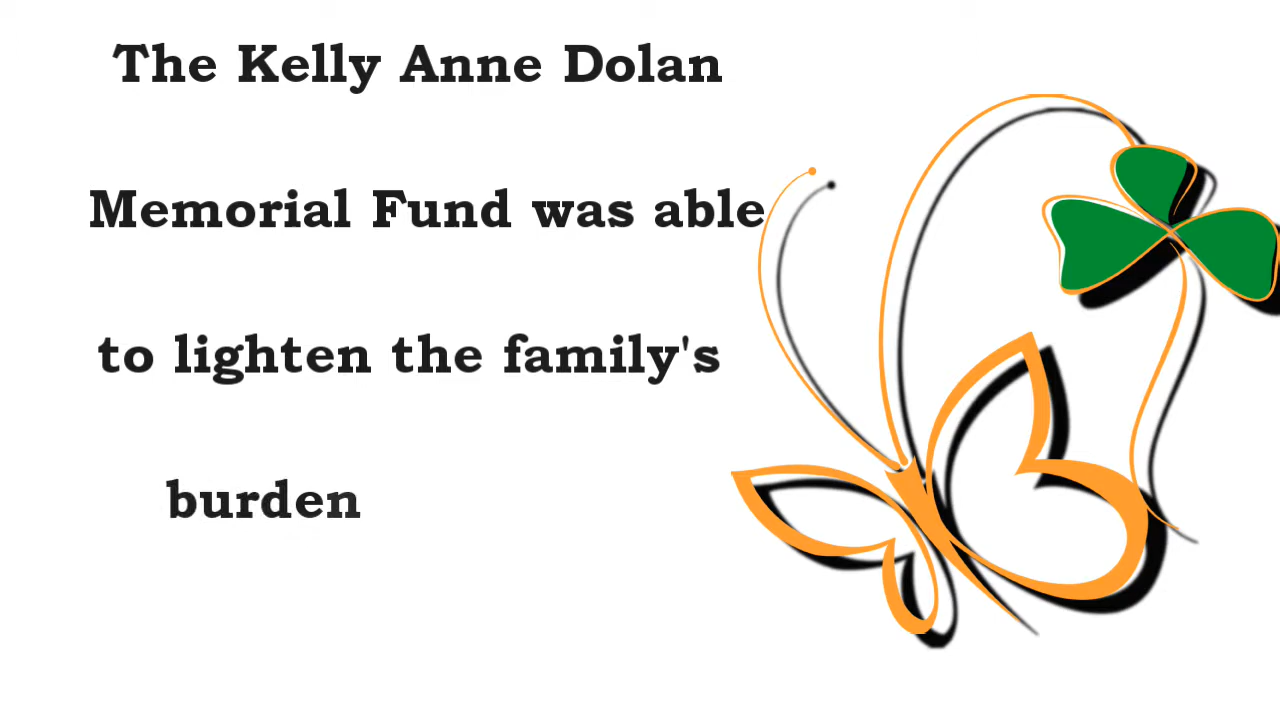 The Kelly Anne Dolan
Memorial Fund was able
to lighten the family's
burden